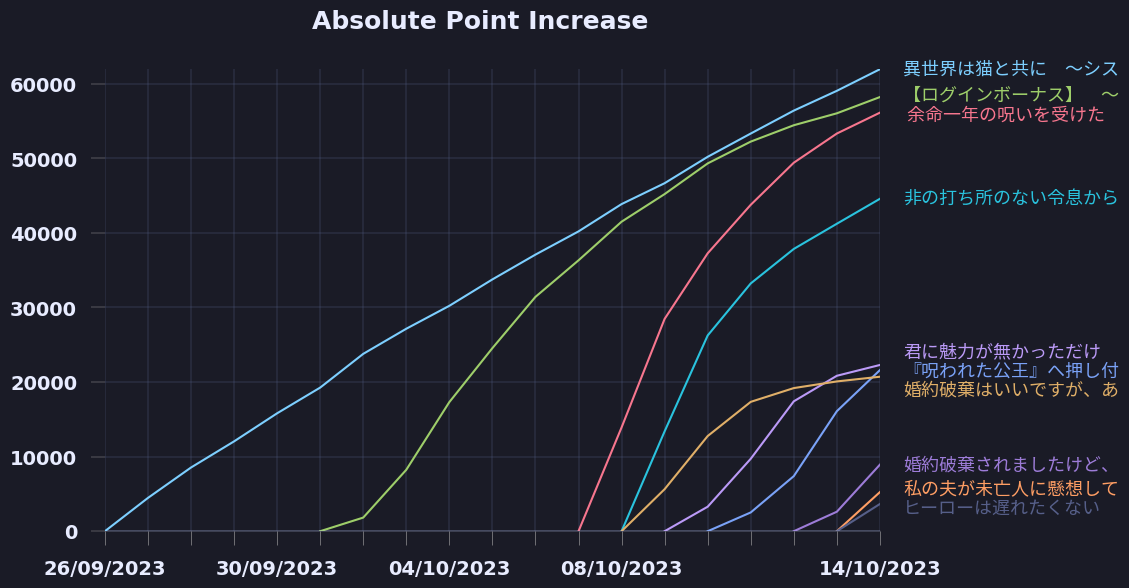 Absolute Point Increase
60000
50000
40000
30000
20000
10000
0
26/09/2023 30/09/2023 04/10/2023 08/10/2023 14/10/2023
異世界は猫と共に　～シス
【ログインボーナス】　～
余命一年の呪いを受けた
非の打ち所のない令息から
君に魅力が無かっただけ
『呪われた公王』へ押し付
婚約破棄はいいですが、あ
婚約破棄されましたけど、
私の夫が未亡人に懸想して
ヒーローは遅れたくない